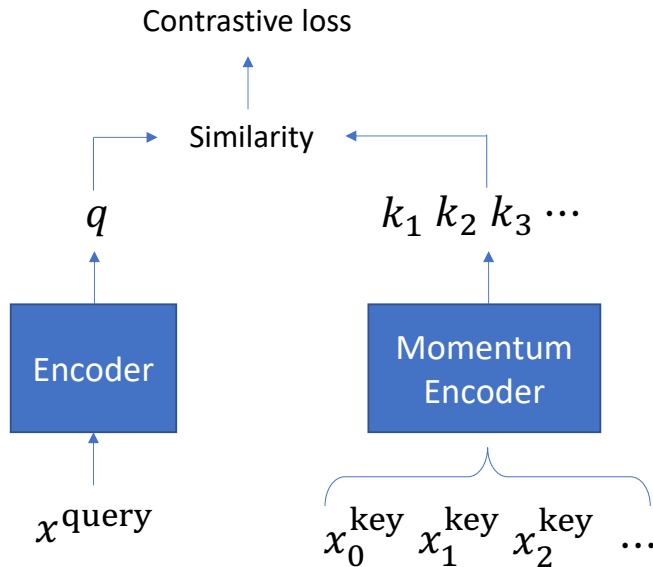 Contrastive loss
Similarity
q
k₁ k₂ k₃ ⋯
Encoder
Momentum
Encoder
x^query
x₀^key x₁^key x₂^key ⋯